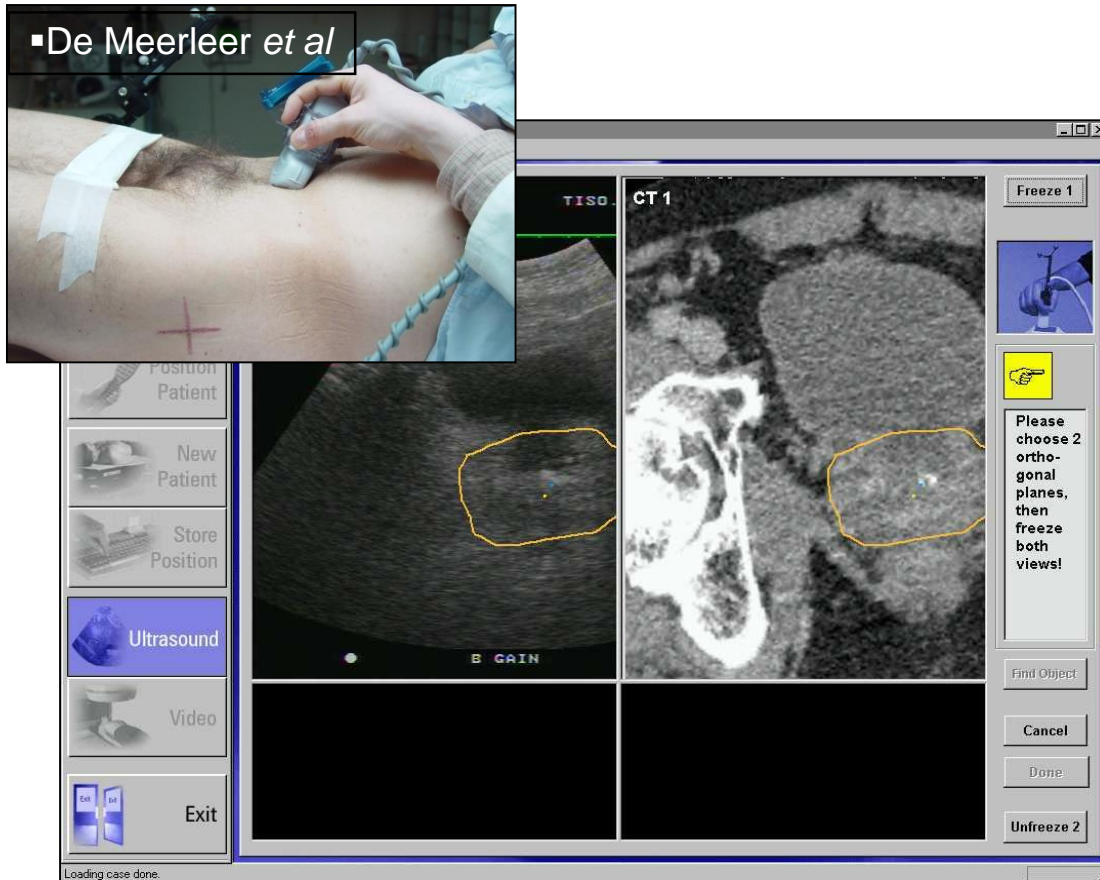 ▪De Meerleer et al
TISO.
CT 1
Freeze 1
Position
Patient
New
Patient
Store
Position
Ultrasound
Video
Exit Exit
Exit
B GAIN
Please
choose 2
ortho-
gonal
planes,
then
freeze
both
views!
Find Object
Cancel
Done
Unfreeze 2
Loading case done.